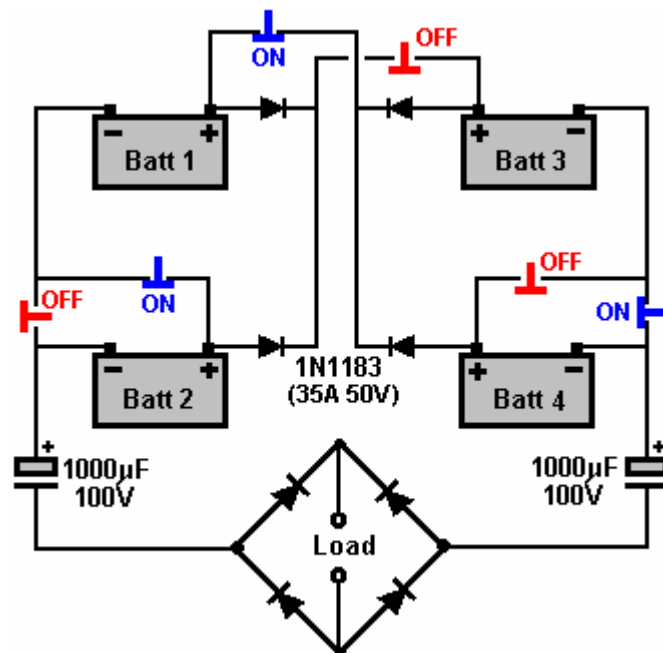 ON
OFF
- +
Batt 1
+ -
Batt 3
OFF
ON
OFF
ON
- +
Batt 2
1N1183
(35A 50V)
+ -
Batt 4
+
1000µF
100V
+
1000µF
100V
Load